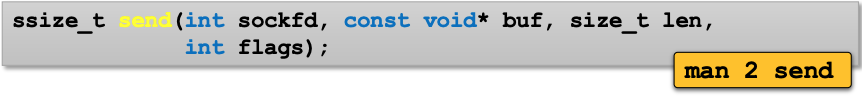 ssize_t send(int sockfd, const void* buf, size_t len,
int flags);
man 2 send